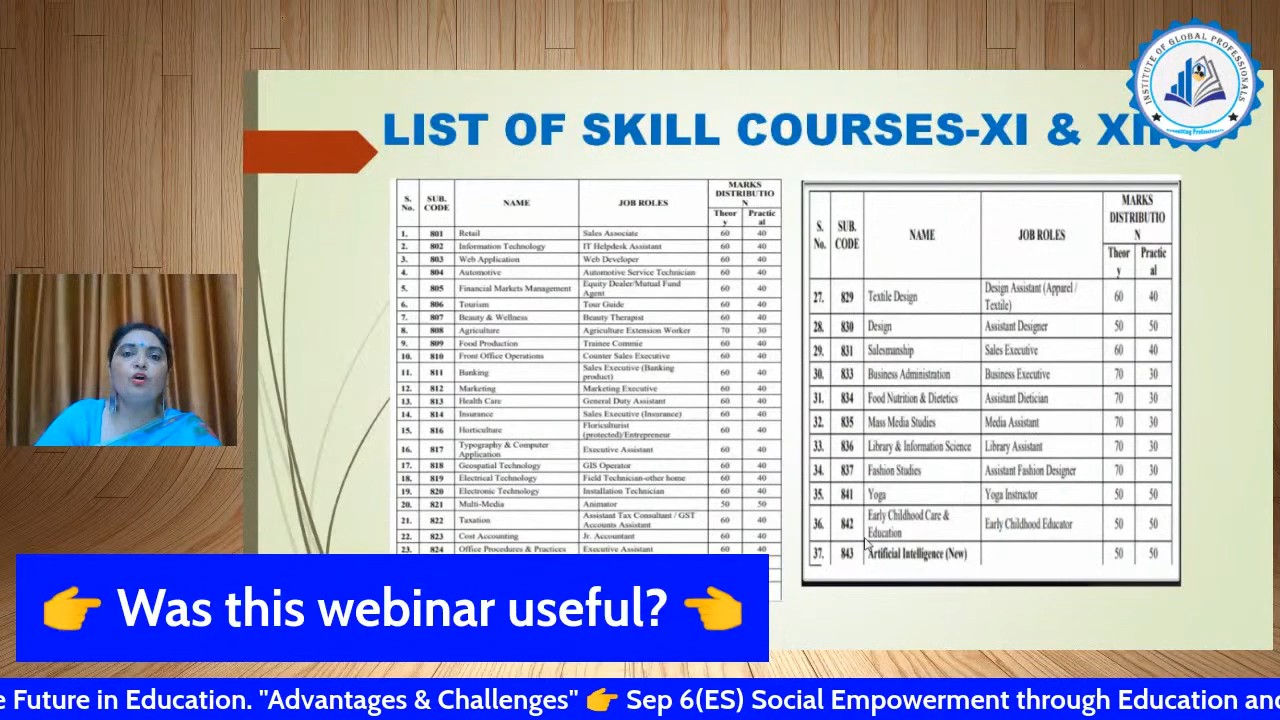 LIST OF SKILL COURSES-XI & XII
INSTITUTE OF GLOBAL PROFESSIONALS
S. No. SUB. CODE NAME JOB ROLES MARKS DISTRIBUTION Theory Practical
1. 801 Retail Sales Associate 60 40
2. 802 Information Technology IT Helpdesk Assistant 60 40
3. 803 Web Application Web Developer 60 40
4. 804 Automotive Automotive Service Technician 60 40
5. 805 Financial Markets Management Equity Dealer/Mutual Fund Agent 60 40
6. 806 Tourism Tour Guide 60 40
7. 807 Beauty & Wellness Beauty Therapist 60 40
8. 808 Agriculture Agriculture Extension Worker 70 30
9. 809 Food Production Trainee Commie 60 40
10. 810 Front Office Operations Counter Sales Executive 60 40
11. 811 Banking Sales Executive (Banking product) 60 40
12. 812 Marketing Marketing Executive 60 40
13. 813 Health Care General Duty Assistant 60 40
14. 814 Insurance Sales Executive (Insurance) 60 40
15. 816 Horticulture Floriculturist (protected)/Entrepreneur 60 40
16. 817 Typography & Computer Application Executive Assistant 60 40
17. 818 Geospatial Technology GIS Operator 60 40
18. 819 Electrical Technology Field Technician-other home 60 40
19. 820 Electronic Technology Installation Technician 60 40
20. 821 Multi-Media Animator 50 50
21. 822 Taxation Assistant Tax Consultant / GST Accounts Assistant 60 40
22. 823 Cost Accounting Jr. Accountant 60 40
23. 824 Office Procedures & Practices Executive Assistant 60 40
S. No. SUB. CODE NAME JOB ROLES MARKS DISTRIBUTION Theory Practical
27. 829 Textile Design Design Assistant (Apparel / Textile) 60 40
28. 830 Design Assistant Designer 50 50
29. 831 Salesmanship Sales Executive 60 40
30. 833 Business Administration Business Executive 70 30
31. 834 Food Nutrition & Dietetics Assistant Dietician 70 30
32. 835 Mass Media Studies Media Assistant 70 30
33. 836 Library & Information Science Library Assistant 70 30
34. 837 Fashion Studies Assistant Fashion Designer 70 30
35. 841 Yoga Yoga Instructor 50 50
36. 842 Early Childhood Care & Education Early Childhood Educator 50 50
37. 843 Artificial Intelligence (New) 50 50
👉 Was this webinar useful? 👈
e Future in Education. "Advantages & Challenges" 👉 Sep 6(ES) Social Empowerment through Education and